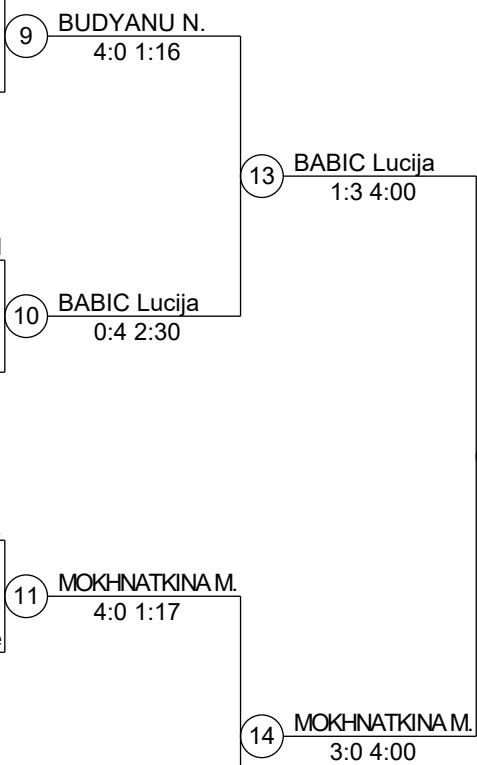 9 BUDYANU N.
4:0 1:16
13 BABIC Lucija
1:3 4:00
10 BABIC Lucija
0:4 2:30
11 MOKHNATKINA M.
4:0 1:17
14 MOKHNATKINA M.
3:0 4:00